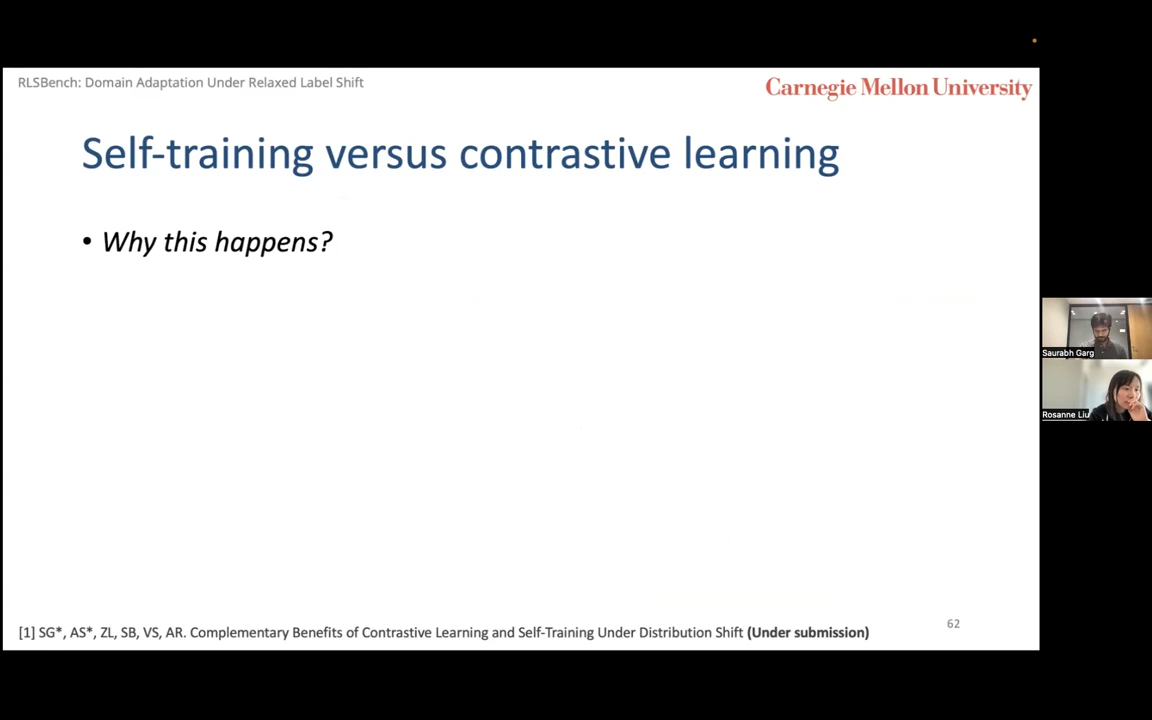 RLSBench: Domain Adaptation Under Relaxed Label Shift
Carnegie Mellon University
Self-training versus contrastive learning
• Why this happens?
Saurabh Garg
Rosanne Liu
[1] SG*, AS*, ZL, SB, VS, AR. Complementary Benefits of Contrastive Learning and Self-Training Under Distribution Shift (Under submission)
62